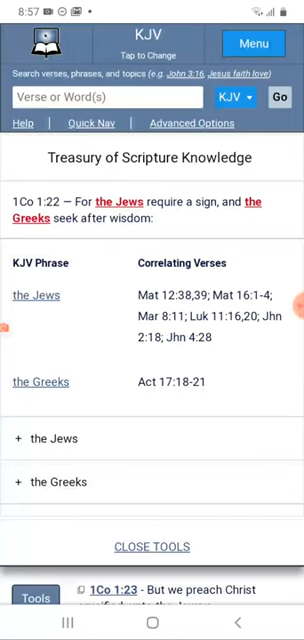 8:57
KJV
Tap to Change
Menu
Search verses, phrases, and topics (e.g. John 3:16, Jesus faith love)
Verse or Word(s)
KJV
Go
Help | Quick Nav | Advanced Options
Treasury of Scripture Knowledge
1Co 1:22 — For the Jews require a sign, and the
Greeks seek after wisdom:
KJV Phrase Correlating Verses
the Jews Mat 12:38,39; Mat 16:1-4;
Mar 8:11; Luk 11:16,20; Jhn
2:18; Jhn 4:28
the Greeks Act 17:18-21
+ the Jews
+ the Greeks
CLOSE TOOLS
Tools 1Co 1:23 - But we preach Christ